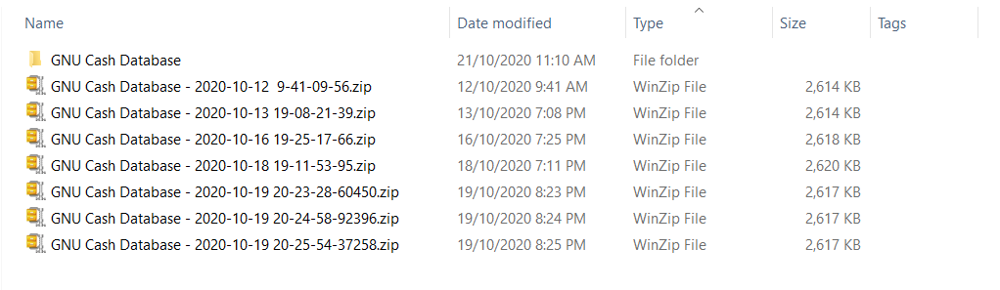 Name Date modified Type Size Tags
GNU Cash Database 21/10/2020 11:10 AM File folder
GNU Cash Database - 2020-10-12  9-41-09-56.zip 12/10/2020 9:41 AM WinZip File 2,614 KB
GNU Cash Database - 2020-10-13 19-08-21-39.zip 13/10/2020 7:08 PM WinZip File 2,614 KB
GNU Cash Database - 2020-10-16 19-25-17-66.zip 16/10/2020 7:25 PM WinZip File 2,618 KB
GNU Cash Database - 2020-10-18 19-11-53-95.zip 18/10/2020 7:11 PM WinZip File 2,620 KB
GNU Cash Database - 2020-10-19 20-23-28-60450.zip 19/10/2020 8:23 PM WinZip File 2,617 KB
GNU Cash Database - 2020-10-19 20-24-58-92396.zip 19/10/2020 8:24 PM WinZip File 2,617 KB
GNU Cash Database - 2020-10-19 20-25-54-37258.zip 19/10/2020 8:25 PM WinZip File 2,617 KB